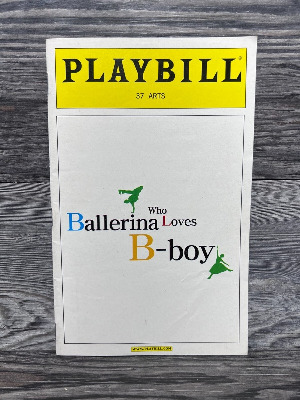 PLAYBILL®
37 ARTS
Ballerina Who Loves
B-boy
WWW.PLAYBILL.COM